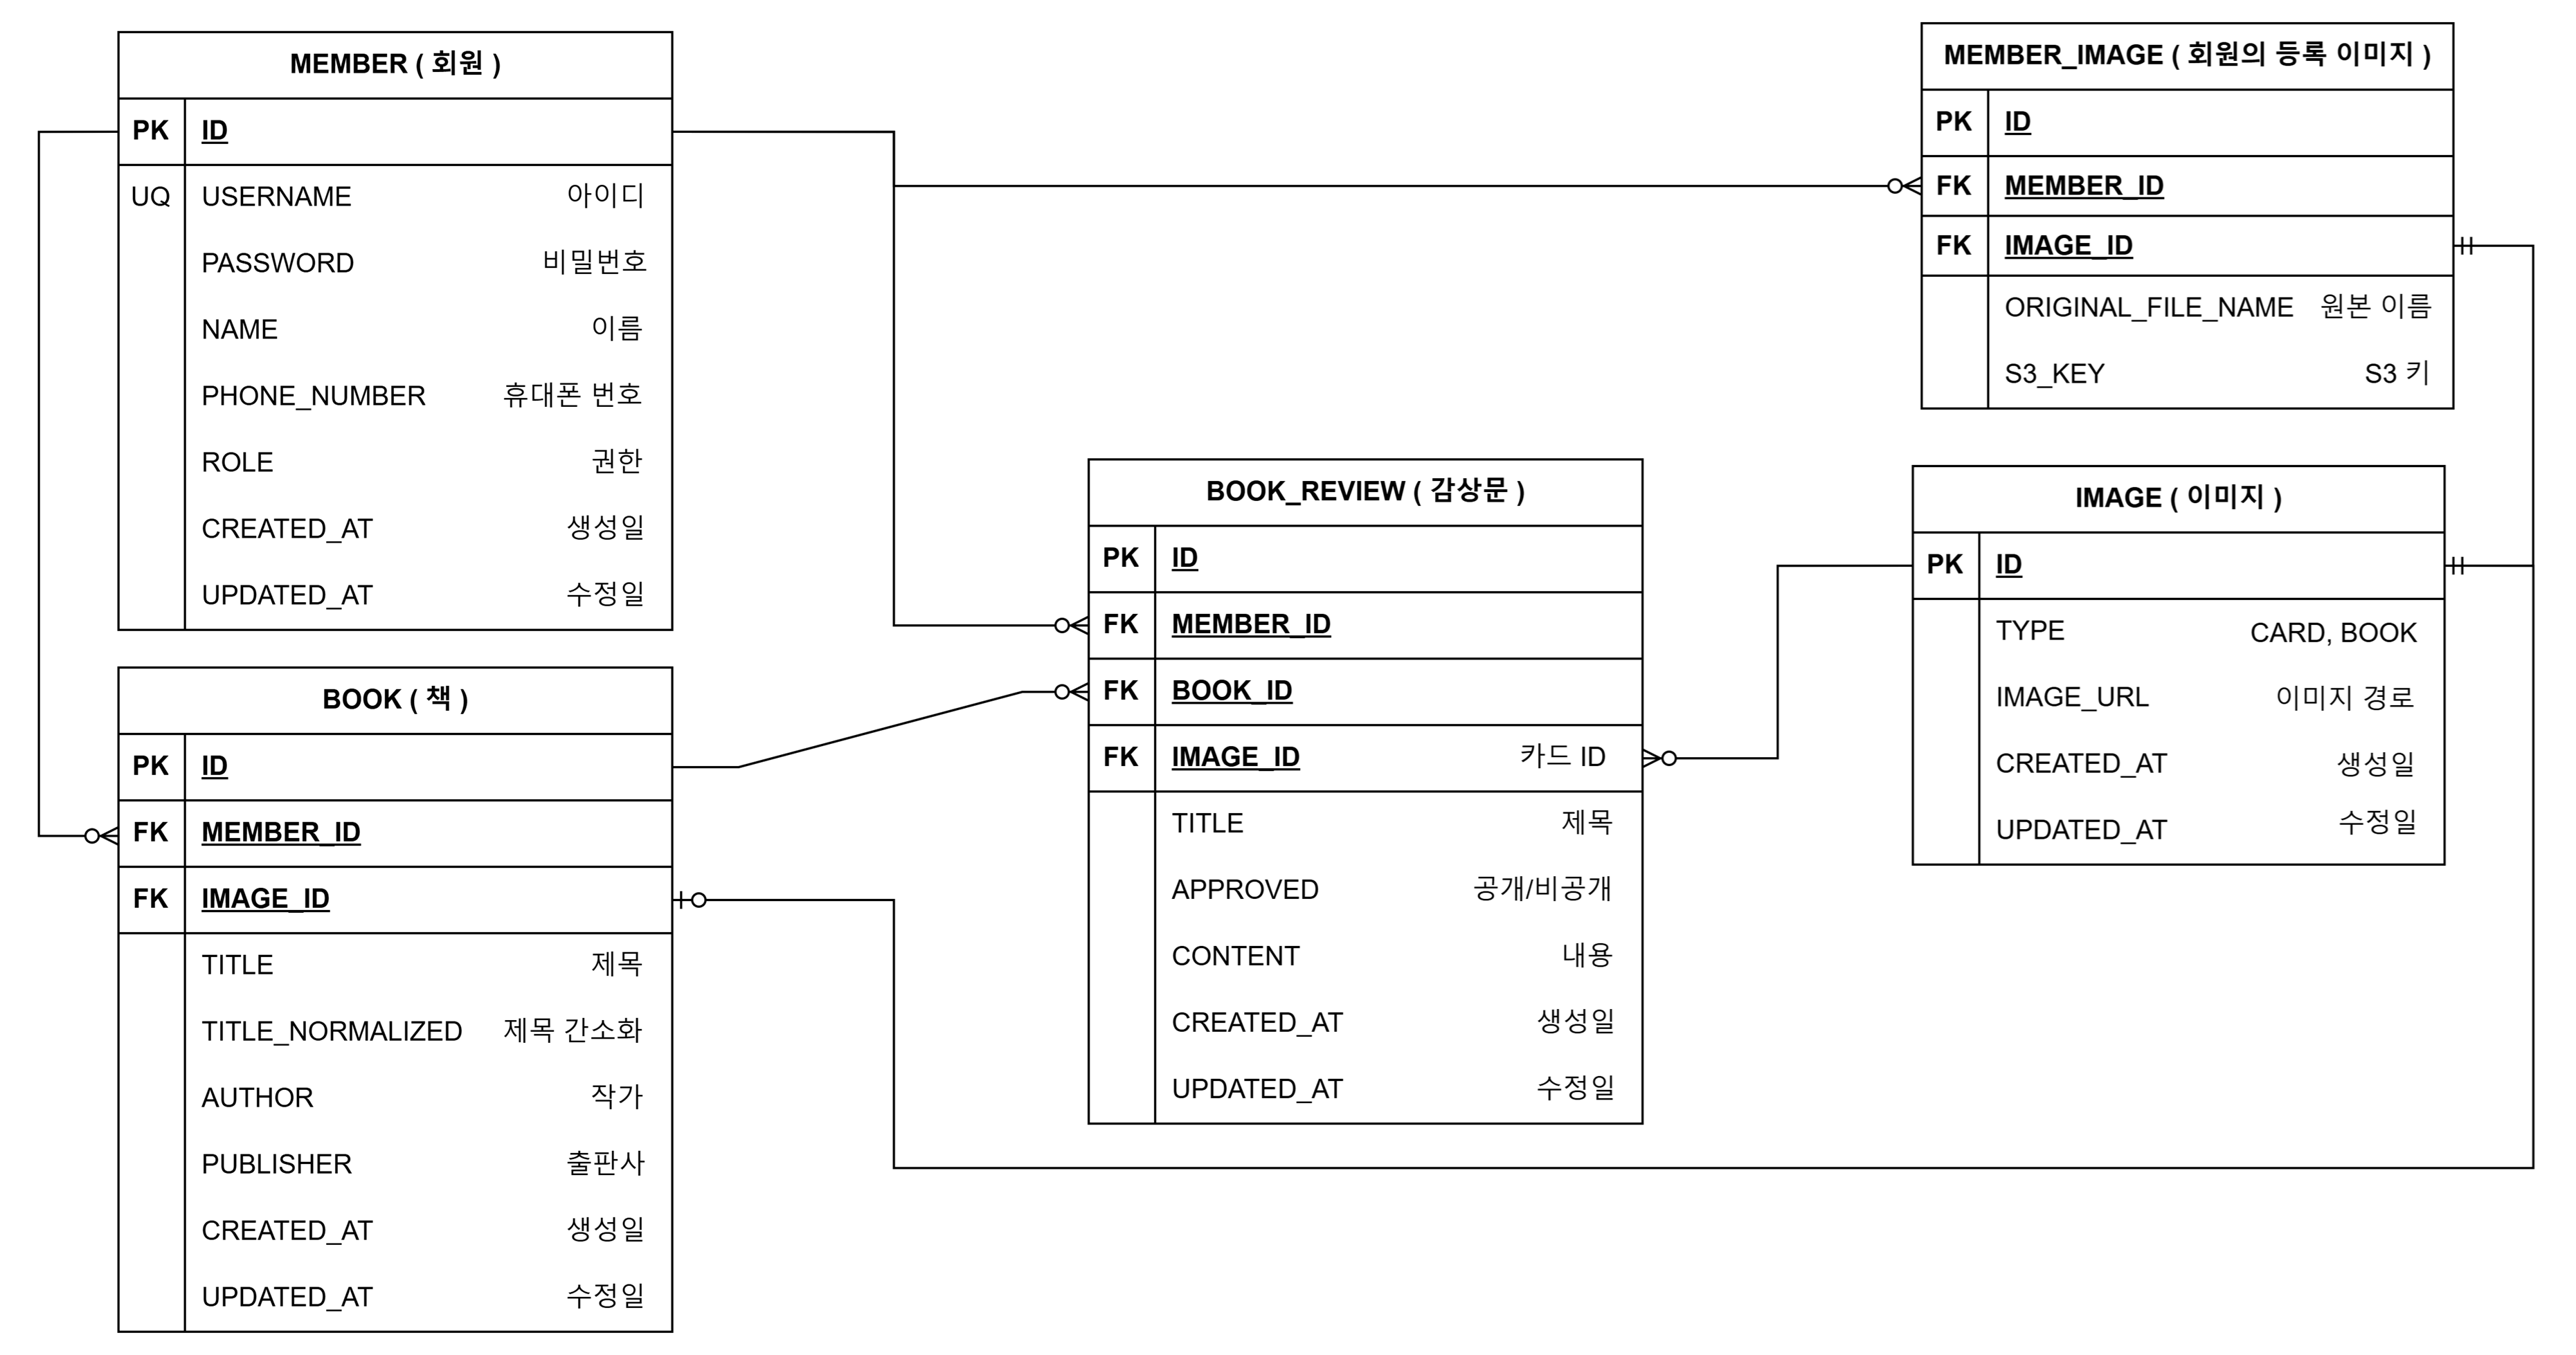 MEMBER ( 회원 )
PK ID
UQ USERNAME 아이디
PASSWORD 비밀번호
NAME 이름
PHONE_NUMBER 휴대폰 번호
ROLE 권한
CREATED_AT 생성일
UPDATED_AT 수정일
BOOK ( 책 )
PK ID
FK MEMBER_ID
FK IMAGE_ID
TITLE 제목
TITLE_NORMALIZED 제목 간소화
AUTHOR 작가
PUBLISHER 출판사
CREATED_AT 생성일
UPDATED_AT 수정일
BOOK_REVIEW ( 감상문 )
PK ID
FK MEMBER_ID
FK BOOK_ID
FK IMAGE_ID 카드 ID
TITLE 제목
APPROVED 공개/비공개
CONTENT 내용
CREATED_AT 생성일
UPDATED_AT 수정일
MEMBER_IMAGE ( 회원의 등록 이미지 )
PK ID
FK MEMBER_ID
FK IMAGE_ID
ORIGINAL_FILE_NAME 원본 이름
S3_KEY S3 키
IMAGE ( 이미지 )
PK ID
TYPE CARD, BOOK
IMAGE_URL 이미지 경로
CREATED_AT 생성일
UPDATED_AT 수정일